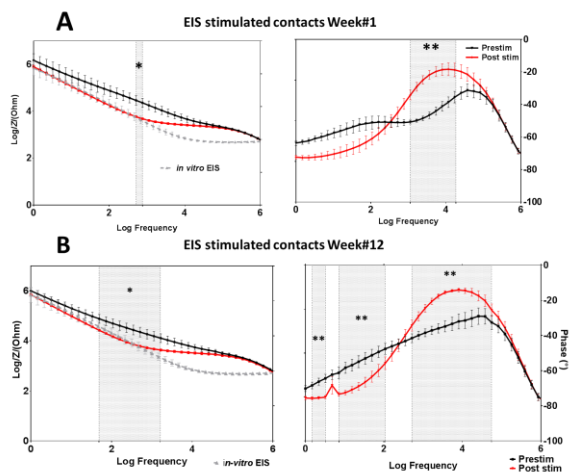 A
EIS stimulated contacts Week#1
Log/Z/(Ohm)
6
4
2
0
**
*
in vitro EIS
0
2
4
6
Log Frequency
**
Prestim
Post stim
0
-20
-40
-60
-80
-100
0
2
4
6
Log Frequency
B
EIS stimulated contacts Week#12
Log/Z/(Ohm)
6
4
2
0
*
in-vitro EIS
0
2
4
6
Log Frequency
**
**
**
0
-20
-40
-60
-80
-100
Phase (°)
0
2
4
6
Log Frequency
Prestim
Post stim